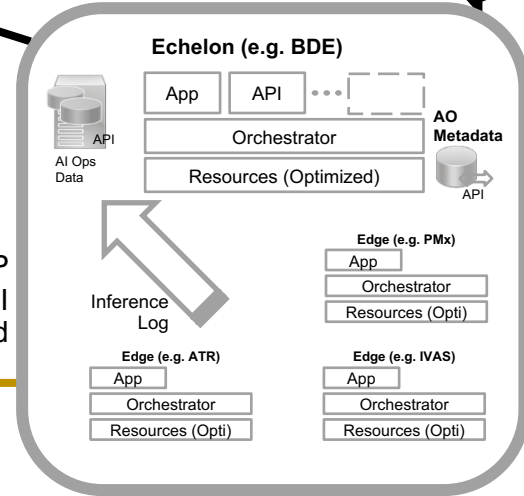 Echelon (e.g. BDE)
App
API
API
AI Ops
Data
Orchestrator
Resources (Optimized)
AO
Metadata
API
Inference
Log
Edge (e.g. PMx)
App
Orchestrator
Resources (Opti)
Edge (e.g. ATR)
App
Orchestrator
Resources (Opti)
Edge (e.g. IVAS)
App
Orchestrator
Resources (Opti)